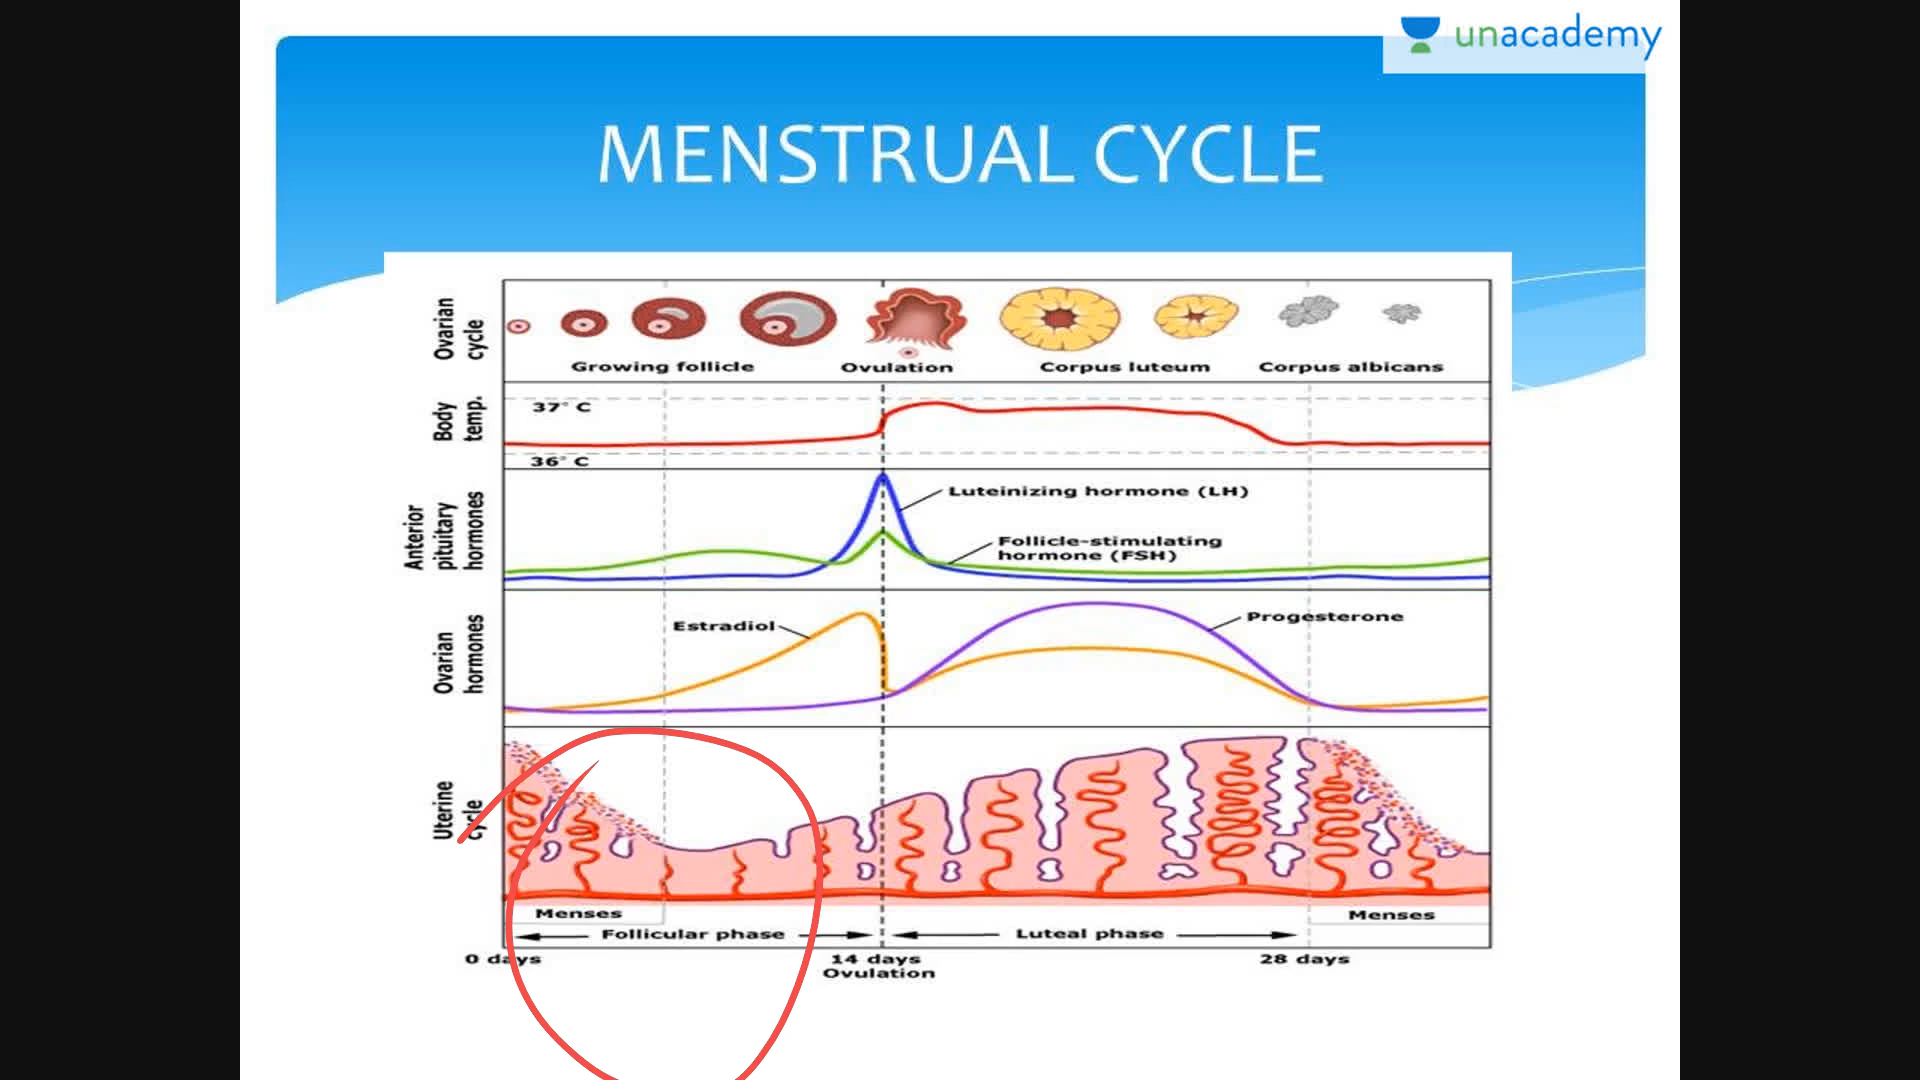 unacademy
MENSTRUAL CYCLE
Ovarian
cycle
Growing follicle
Ovulation
Corpus luteum
Corpus albicans
Body
temp.
37° C
36° C
Anterior
pituitary
hormones
Luteinizing hormone (LH)
Follicle-stimulating
hormone (FSH)
Ovarian
hormones
Estradiol
Progesterone
Uterine
cycle
Menses
Menses
Follicular phase
Luteal phase
0 days
14 days
Ovulation
28 days